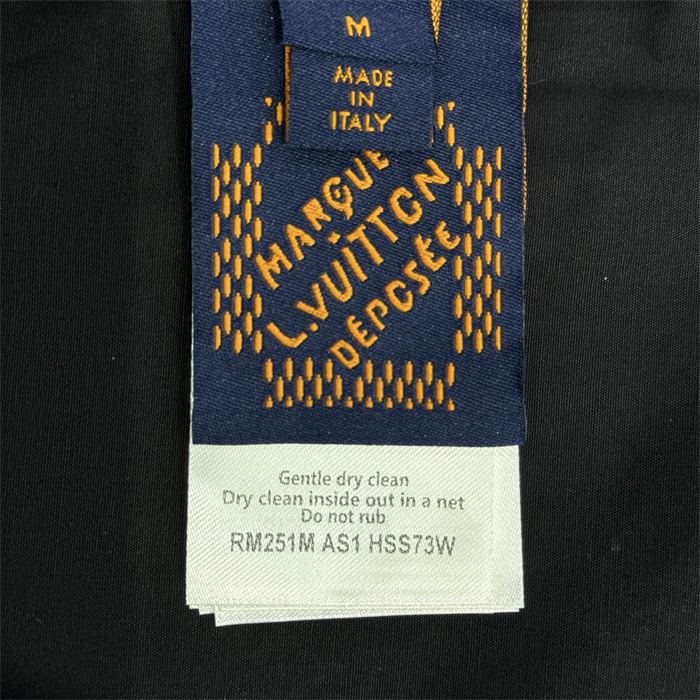 M
MADE
IN
ITALY
MARQUE
L.VUITTON
DÉPOSÉE
Gentle dry clean
Dry clean inside out in a net
Do not rub
RM251M AS1 HSS73W